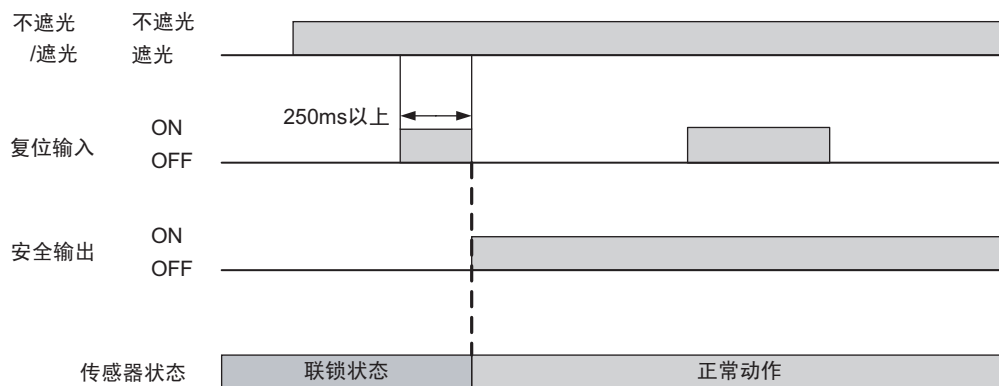 不遮光 不遮光
/遮光 遮光
250ms以上
复位输入 ON
OFF
安全输出 ON
OFF
传感器状态 联锁状态 正常动作